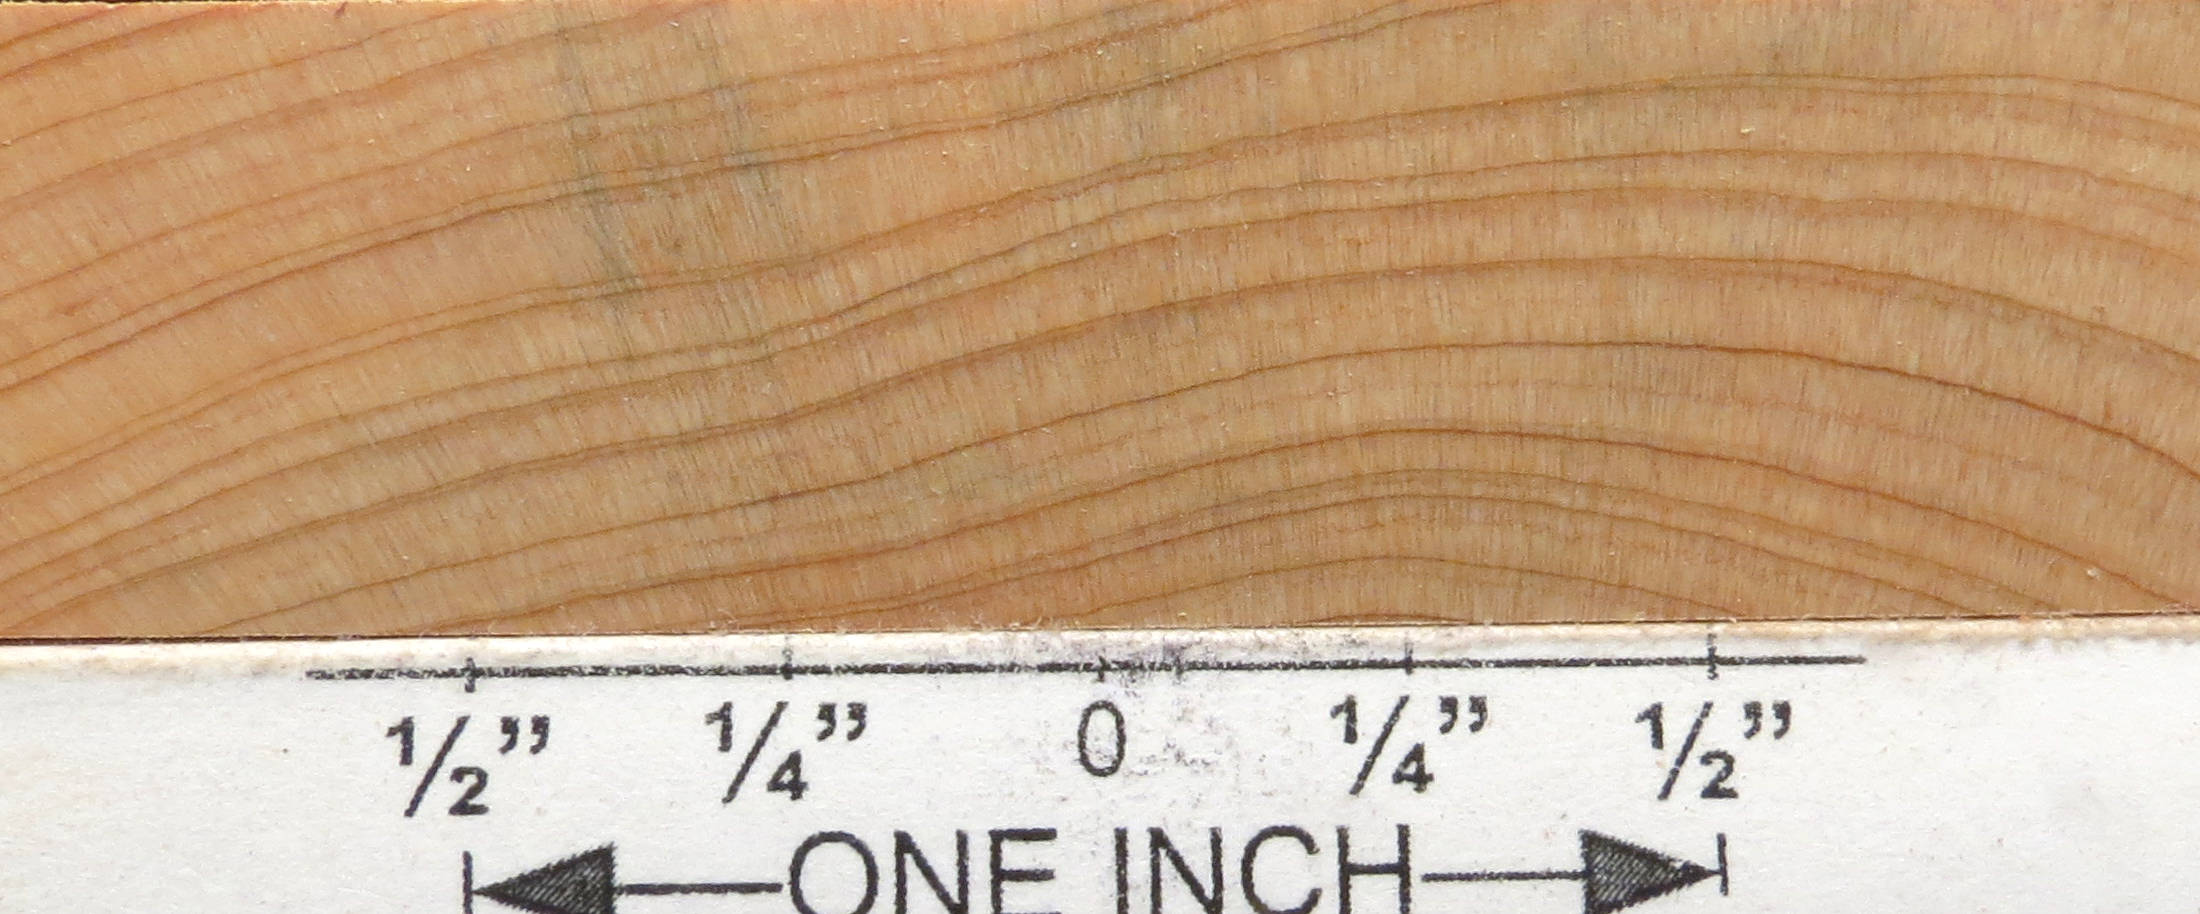 1/2” 1/4” 0 1/4” 1/2”
ONE INCH